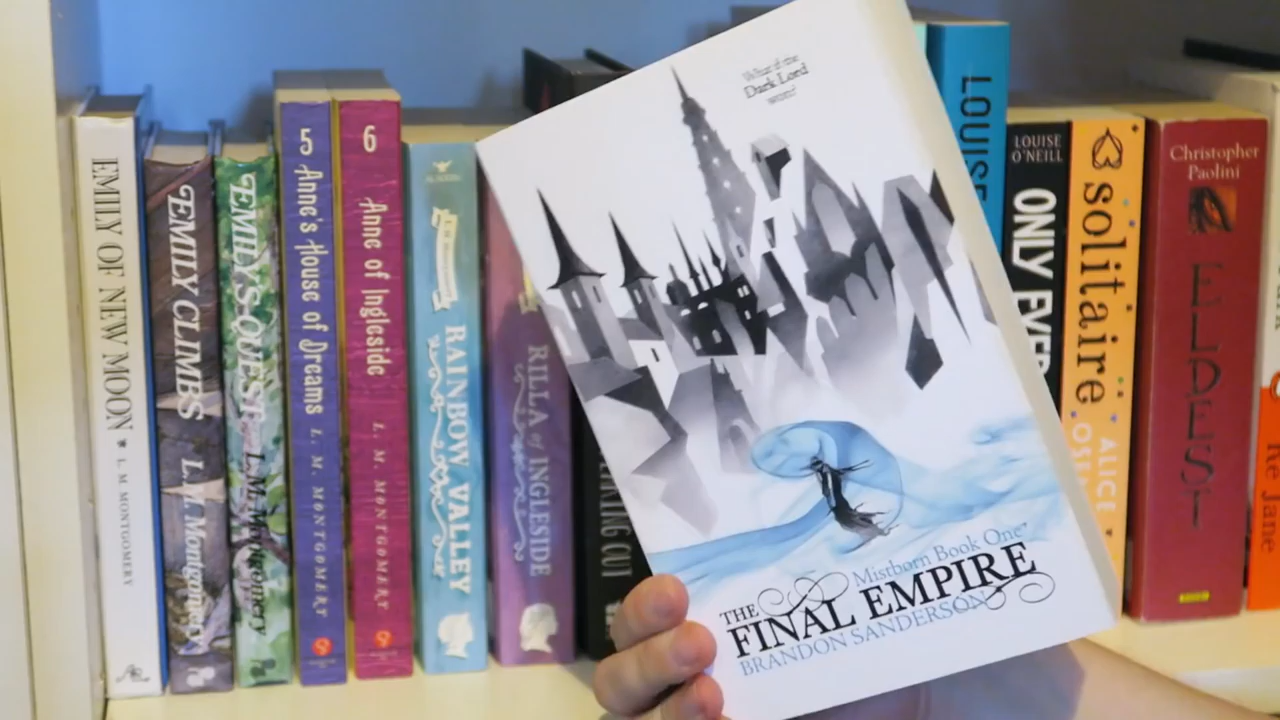 EMILY OF NEW MOON L. M. MONTGOMERY
EMILY CLIMBS L.M. Montgomery
EMILY'S QUEST L.M. Montgomery
5 Anne's House of Dreams L. M. MONTGOMERY
6 Anne of Ingleside L. M. MONTGOMERY
RAINBOW VALLEY
RILLA of INGLESIDE
What if the
Dark Lord
won?
Mistborn Book One
THE
FINAL EMPIRE
BRANDON SANDERSON
LOUISE
LOUISE
O'NEILL
ONLY EVER
solitaire
ALICE
Christopher
Paolini
ELDEST